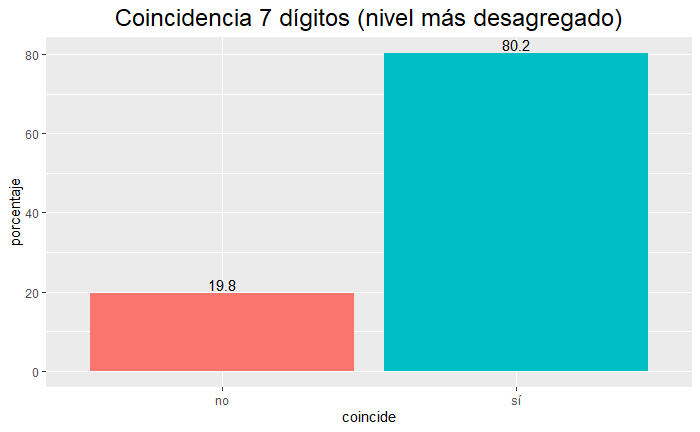 Coincidencia 7 dígitos (nivel más desagregado)
80.2
80
60
porcentaje
40
19.8
20
0
no
sí
coincide